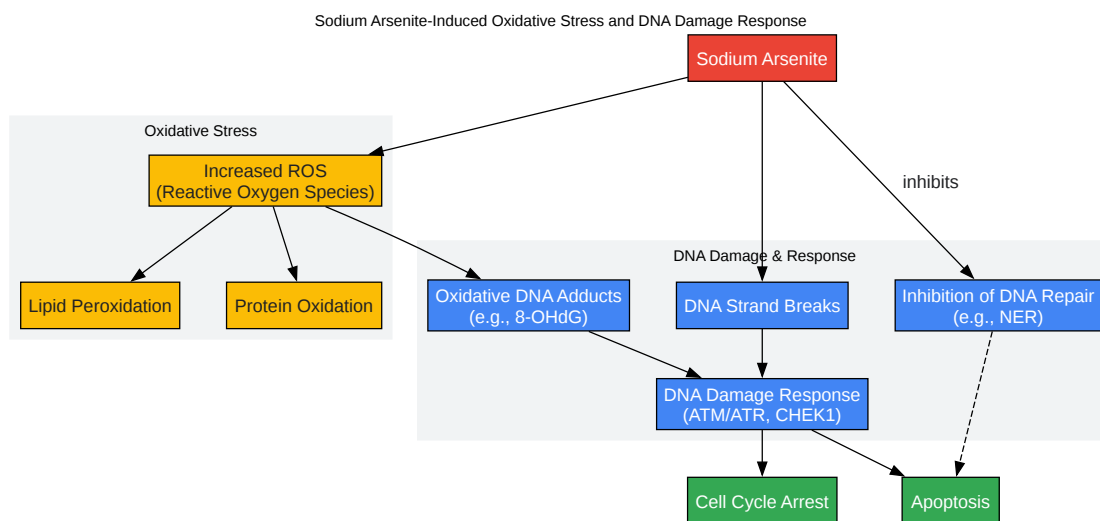 Sodium Arsenite-Induced Oxidative Stress and DNA Damage Response
Sodium Arsenite
Oxidative Stress
Increased ROS
(Reactive Oxygen Species)
inhibits
DNA Damage & Response
Lipid Peroxidation
Protein Oxidation
Oxidative DNA Adducts
(e.g., 8-OHdG)
DNA Strand Breaks
Inhibition of DNA Repair
(e.g., NER)
DNA Damage Response
(ATM/ATR, CHEK1)
Cell Cycle Arrest
Apoptosis